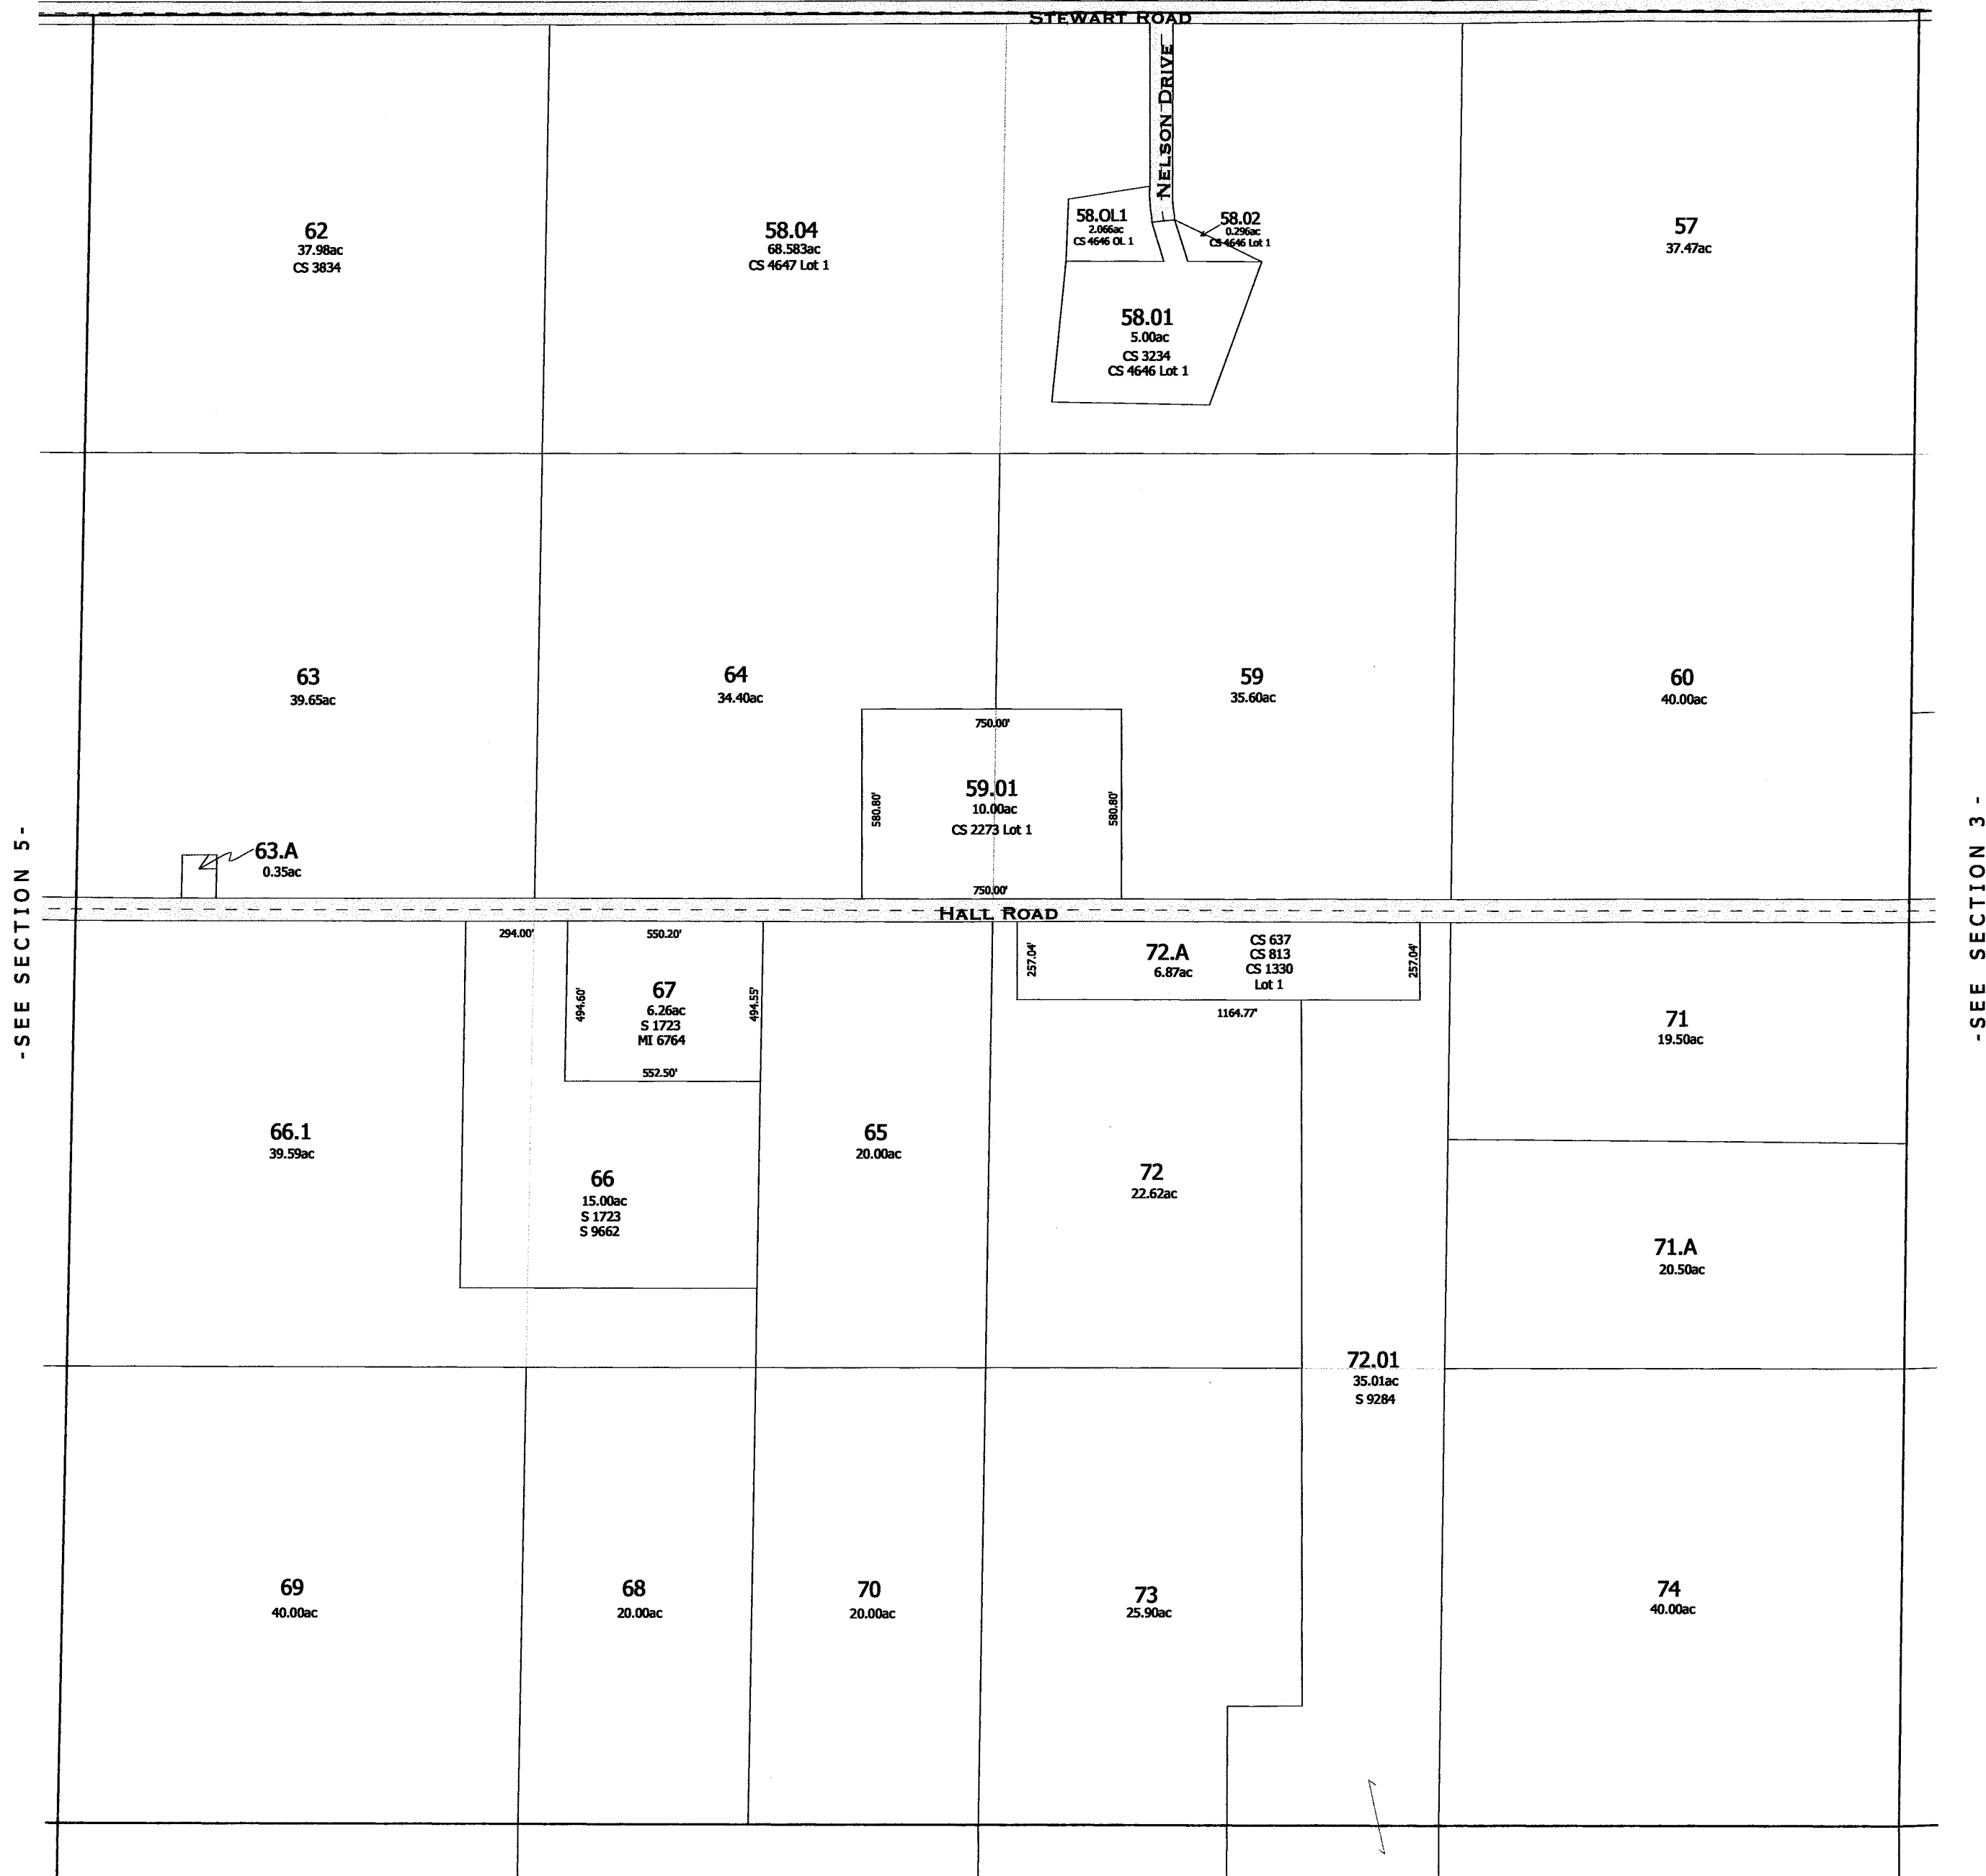 STEWART ROAD
NELSON DRIVE
62
37.98ac
CS 3834
58.04
68.583ac
CS 4647 Lot 1
58.OL1
2.066ac
CS 4646 OL 1
58.02
0.296ac
CS 4646 Lot 1
57
37.47ac
58.01
5.00ac
CS 3234
CS 4646 Lot 1
63
39.65ac
64
34.40ac
59
35.60ac
60
40.00ac
750.00'
580.80'
59.01
10.00ac
CS 2273 Lot 1
580.80'
750.00'
63.A
0.35ac
-SEE SECTION 5-
-SEE SECTION 3 -
HALL ROAD
294.00'
550.20'
494.60'
67
6.26ac
S 1723
MI 6764
494.55'
552.50'
257.04'
72.A
6.87ac
CS 637
CS 813
CS 1330
Lot 1
257.04'
1164.77'
71
19.50ac
66.1
39.59ac
66
15.00ac
S 1723
S 9662
65
20.00ac
72
22.62ac
71.A
20.50ac
72.01
35.01ac
S 9284
69
40.00ac
68
20.00ac
70
20.00ac
73
25.90ac
74
40.00ac